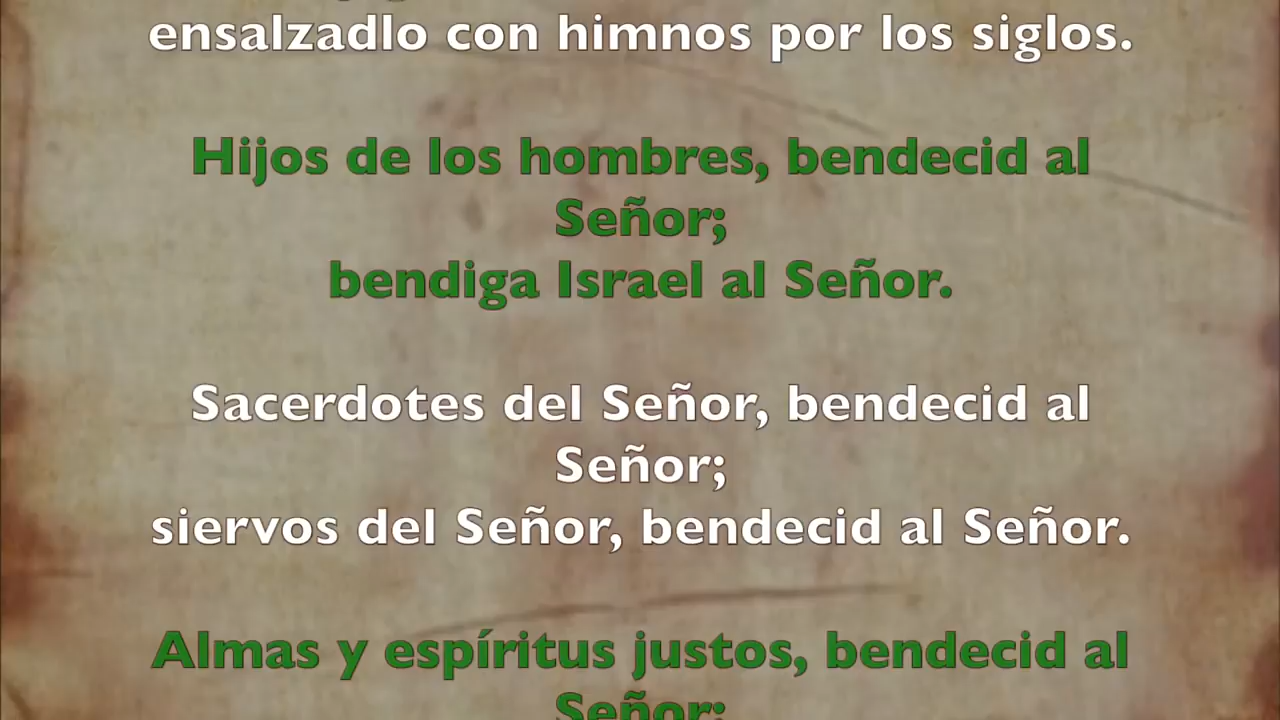 ensalzadlo con himnos por los siglos.
Hijos de los hombres, bendecid al
Señor;
bendiga Israel al Señor.
Sacerdotes del Señor, bendecid al
Señor;
siervos del Señor, bendecid al Señor.
Almas y espíritus justos, bendecid al
Señor;